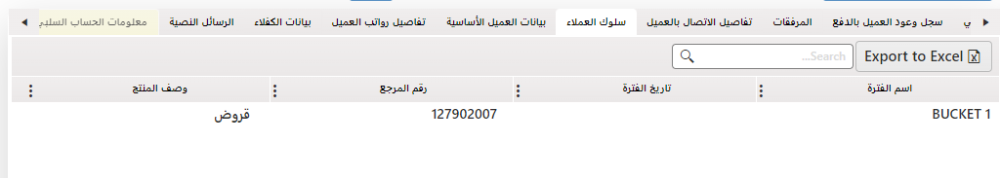 ي سجل وعود العميل بالدفع المرفقات تفاصيل الاتصال بالعميل سلوك العملاء بيانات العميل الأساسية تفاصيل رواتب العميل بيانات الكفلاء الرسائل النصية معلومات الحساب السلبي
Export to Excel Search...
اسم الفترة تاريخ الفترة رقم المرجع وصف المنتج
BUCKET 1 127902007 قروض